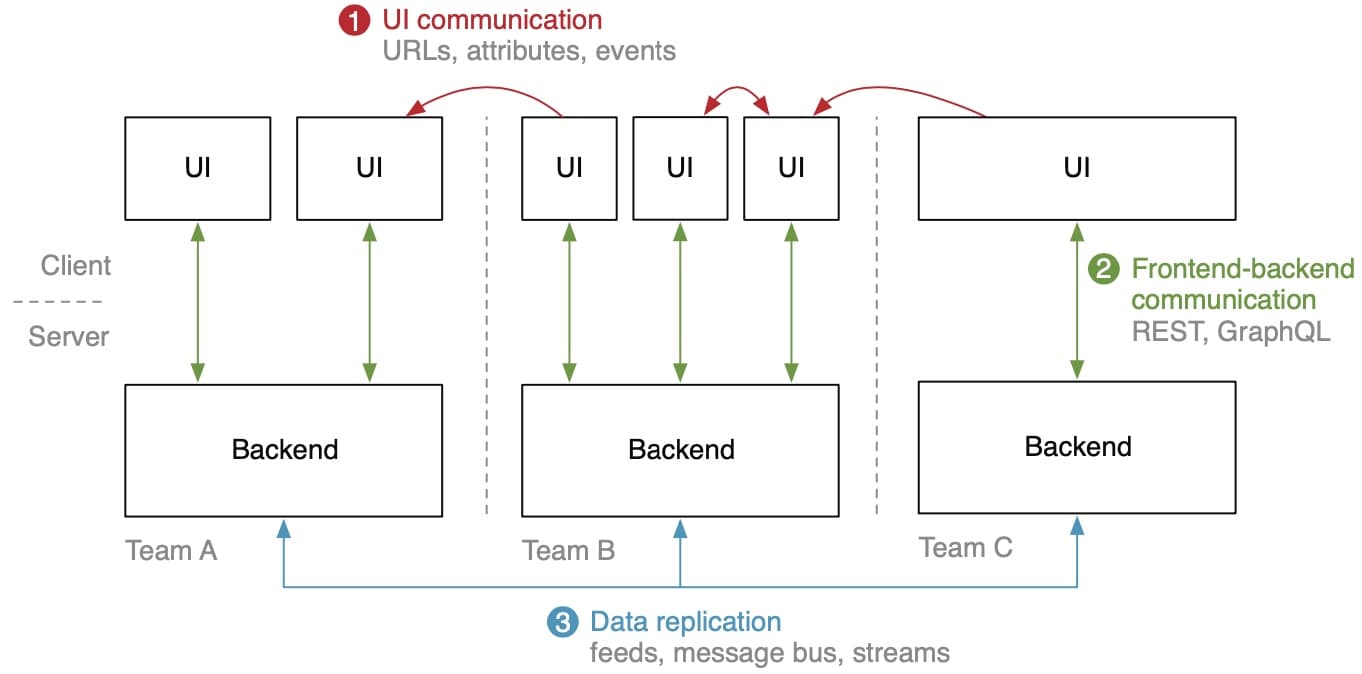 1 UI communication
URLs, attributes, events
UI
UI
UI
UI
UI
UI
Client
Server
2 Frontend-backend
communication
REST, GraphQL
Backend
Backend
Backend
Team A
Team B
Team C
3 Data replication
feeds, message bus, streams